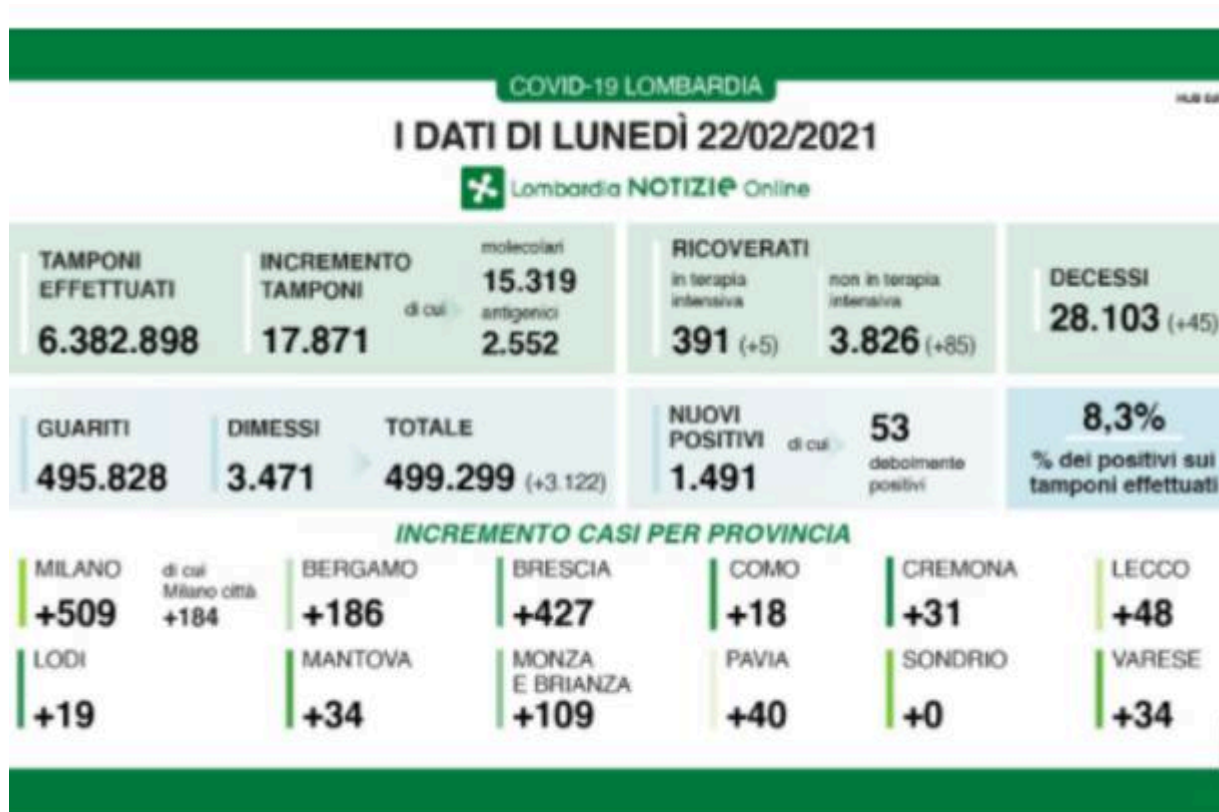 COVID-19 LOMBARDIA
I DATI DI LUNEDÌ 22/02/2021
Lombardia NOTIZIE Online
TAMPONI
EFFETTUATI
6.382.898
INCREMENTO
TAMPONI
17.871
di cui
molecolari
15.319
antigenici
2.552
RICOVERATI
in terapia
intensiva
391 (+5)
non in terapia
intensiva
3.826 (+85)
DECESSI
28.103 (+45)
GUARITI
495.828
DIMESSI
3.471
TOTALE
499.299 (+3.122)
NUOVI
POSITIVI
1.491
di cui
53
debolmente
positivi
8,3%
% dei positivi sui
tamponi effettuati
INCREMENTO CASI PER PROVINCIA
MILANO
+509
di cui
Milano città
+184
BERGAMO
+186
BRESCIA
+427
COMO
+18
CREMONA
+31
LECCO
+48
LODI
+19
MANTOVA
+34
MONZA
E BRIANZA
+109
PAVIA
+40
SONDRIO
+0
VARESE
+34